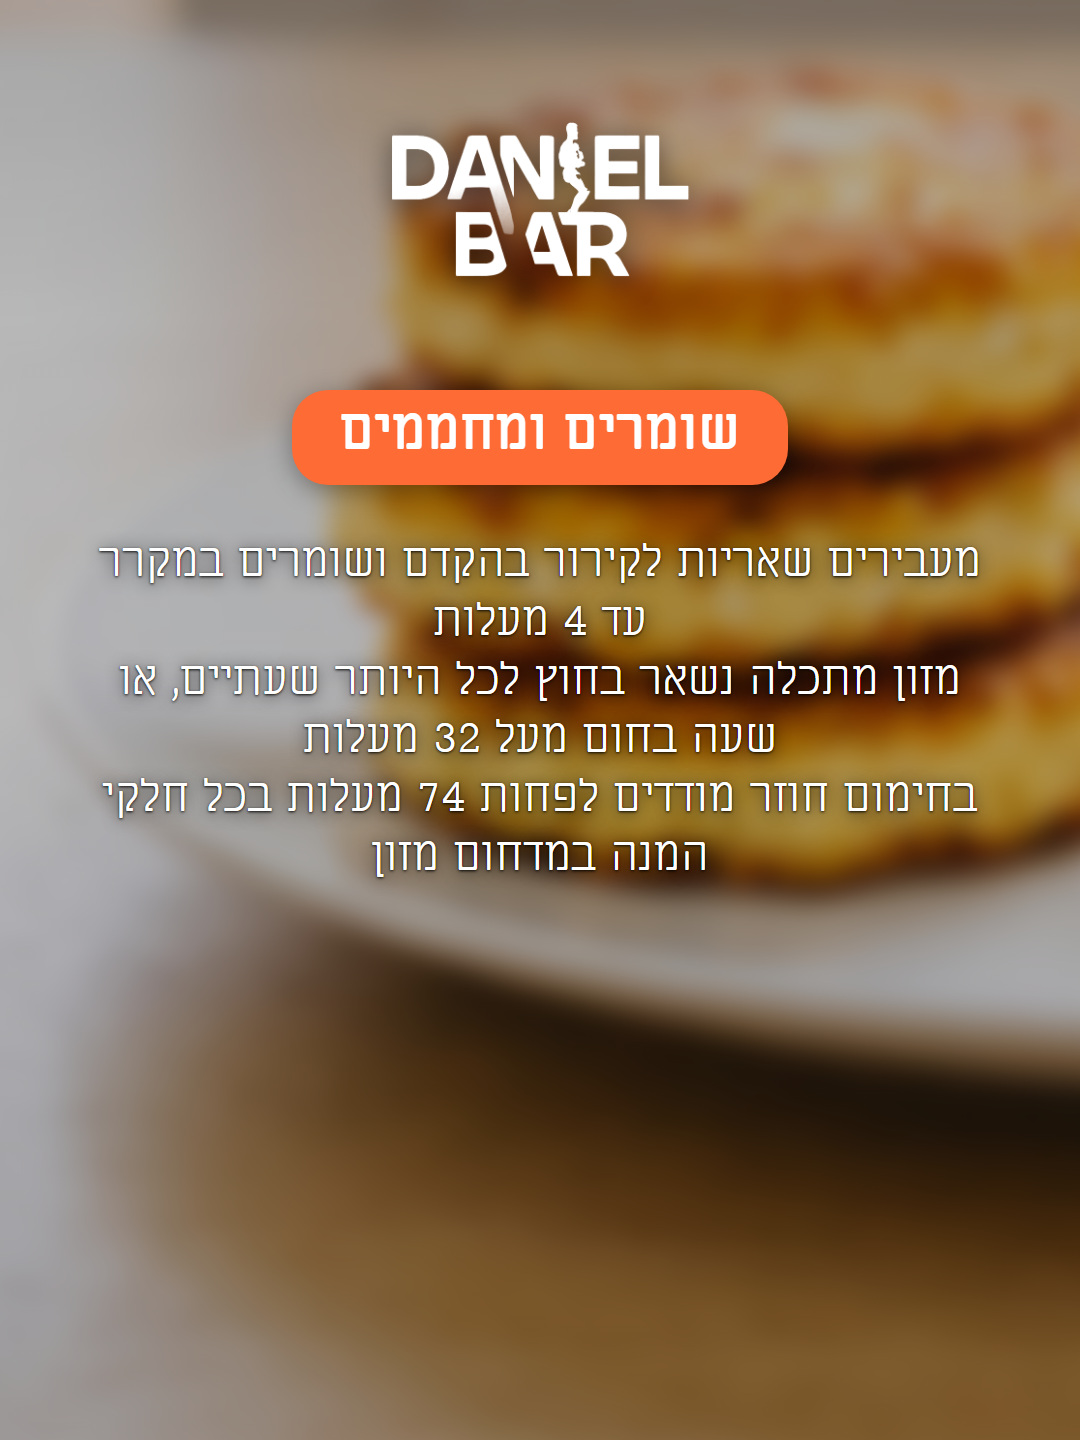 DANIEL
BAR
שומרים ומחממים
מעבירים שאריות לקירור בהקדם ושומרים במקרר
עד 4 מעלות
מזון מתכלה נשאר בחוץ לכל היותר שעתיים, או
שעה בחום מעל 32 מעלות
בחימום חוזר מודדים לפחות 74 מעלות בכל חלקי
המנה במדחום מזון